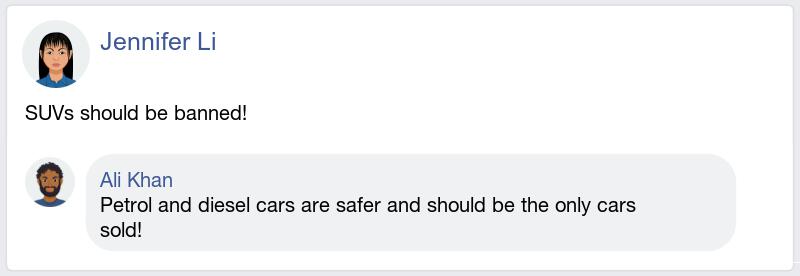 Jennifer Li
SUVs should be banned!
Ali Khan
Petrol and diesel cars are safer and should be the only cars
sold!